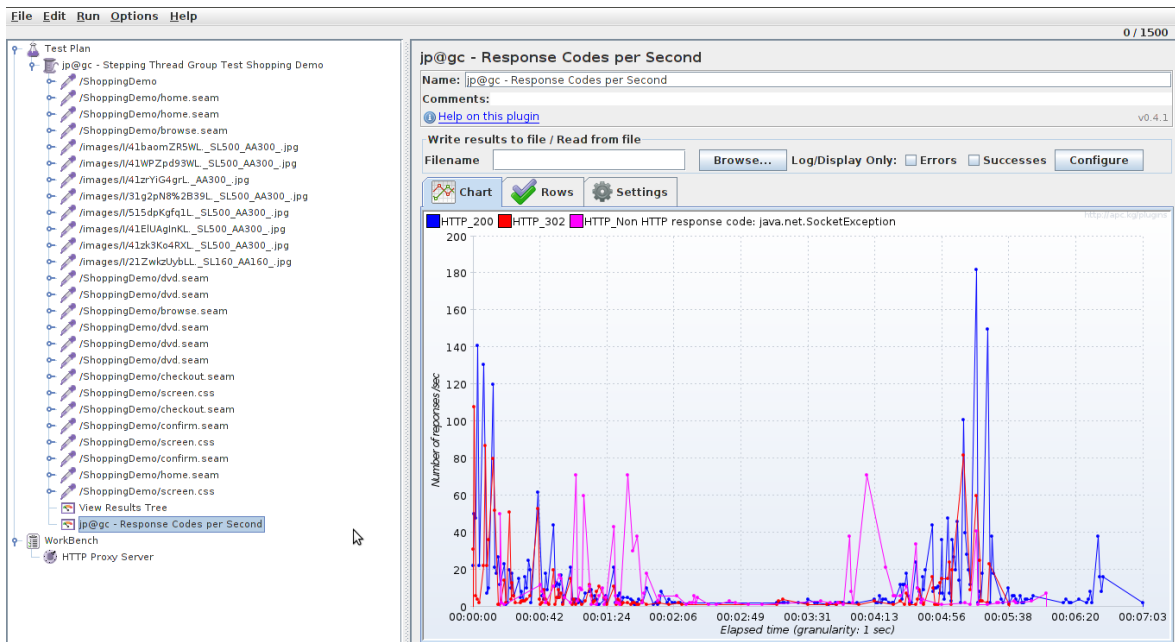 File Edit Run Options Help
0 / 1500
Test Plan
jp@gc - Stepping Thread Group Test Shopping Demo
/ShoppingDemo
/ShoppingDemo/home.seam
/ShoppingDemo/home.seam
/ShoppingDemo/browse.seam
/images/I/41baomZR5WL._SL500_AA300_.jpg
/images/I/41WPZpd93WL._SL500_AA300_.jpg
/images/I/41zrYiG4grL._AA300_.jpg
/images/I/31g2pN8%2B39L._SL500_AA300_.jpg
/images/I/515dpKgfq1L._SL500_AA300_.jpg
/images/I/41ElUAgInKL._SL500_AA300_.jpg
/images/I/41zk3Ko4RXL._SL500_AA300_.jpg
/images/I/21ZwkzUybLL._SL160_AA160_.jpg
/ShoppingDemo/dvd.seam
/ShoppingDemo/dvd.seam
/ShoppingDemo/browse.seam
/ShoppingDemo/dvd.seam
/ShoppingDemo/dvd.seam
/ShoppingDemo/dvd.seam
/ShoppingDemo/checkout.seam
/ShoppingDemo/screen.css
/ShoppingDemo/checkout.seam
/ShoppingDemo/confirm.seam
/ShoppingDemo/screen.css
/ShoppingDemo/confirm.seam
/ShoppingDemo/home.seam
/ShoppingDemo/screen.css
View Results Tree
jp@gc - Response Codes per Second
WorkBench
HTTP Proxy Server
jp@gc - Response Codes per Second
Name: jp@gc - Response Codes per Second
Comments:
Help on this plugin v0.4.1
Write results to file / Read from file
Filename Browse... Log/Display Only: Errors Successes Configure
Chart Rows Settings
http://apc.kg/plugins
HTTP_200 HTTP_302 HTTP_Non HTTP response code: java.net.SocketException
200
180
160
140
120
100
80
60
40
20
0
Number of reponses /sec
00:00:00 00:00:42 00:01:24 00:02:06 00:02:49 00:03:31 00:04:13 00:04:56 00:05:38 00:06:20 00:07:03
Elapsed time (granularity: 1 sec)